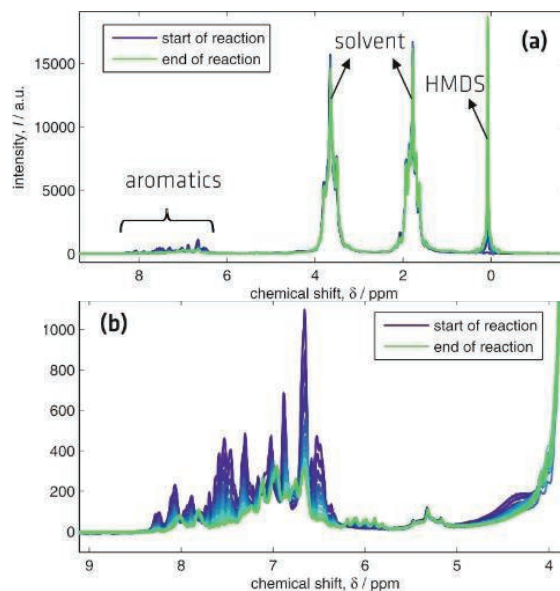 (a)
start of reaction
end of reaction
solvent
HMDS
aromatics
intensity, I / a.u.
15000
10000
5000
0
8 6 4 2 0
chemical shift, δ / ppm
(b)
start of reaction
end of reaction
1000
800
600
400
200
0
9 8 7 6 5 4
chemical shift, δ / ppm